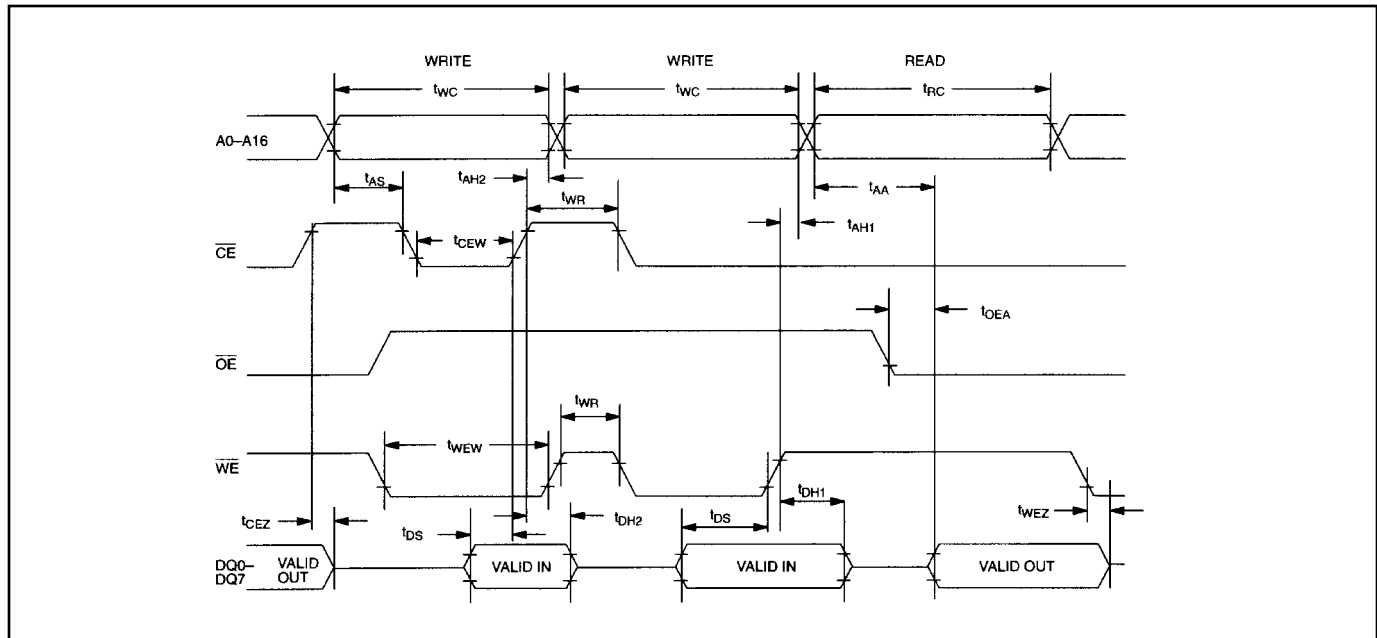 WRITE WRITE READ
tWC tWC tRC
A0–A16
tAS tAH2 tWR tAA
tAH1
CE tCEW
tOEA
OE
tWR
tWEW
WE
tDH1
tCEZ tDS tDH2 tDS tWEZ
DQ0–
DQ7
VALID
OUT
VALID IN VALID IN VALID OUT